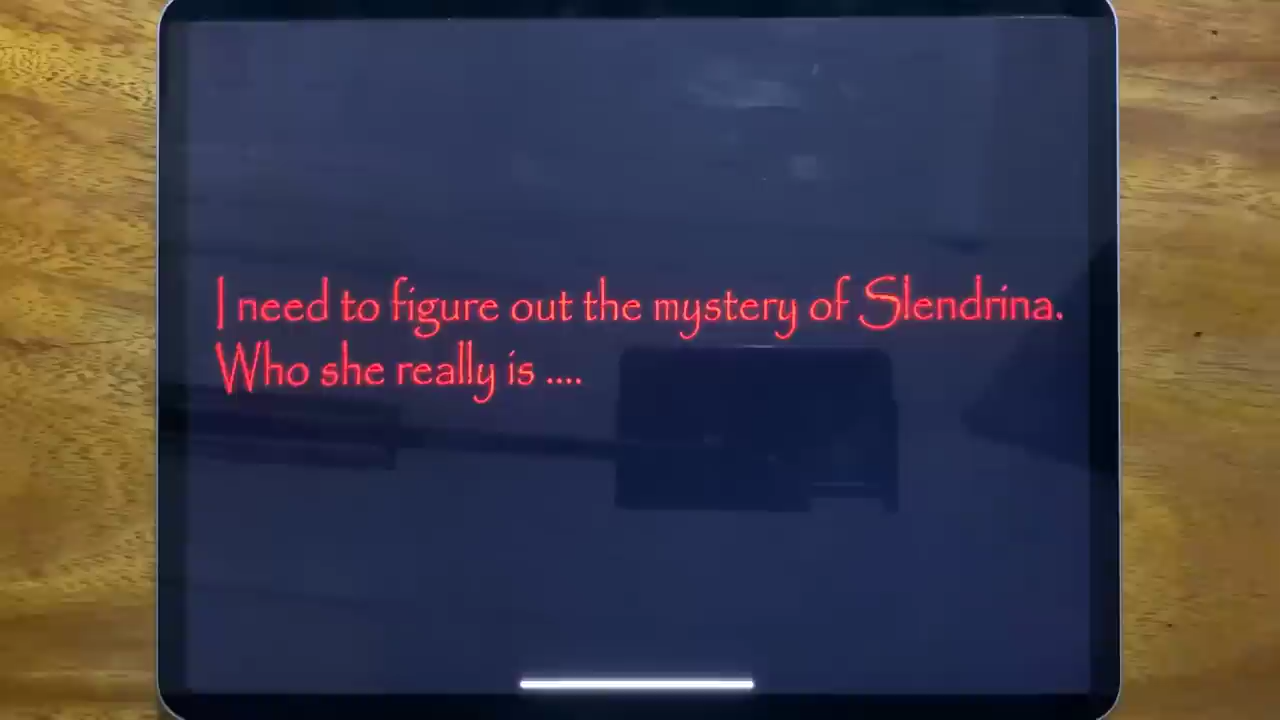 I need to figure out the mystery of Slendrina.
Who she really is ....